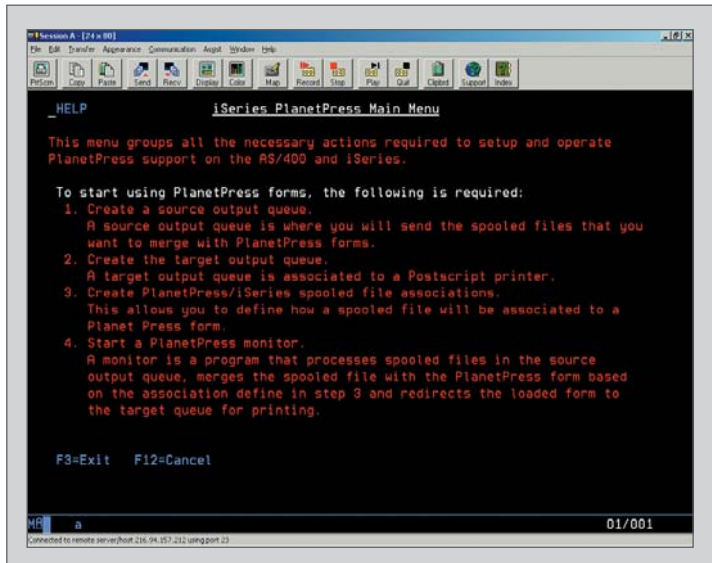 Session A - [24 x 80]
File Edit Transfer Appearance Communication Assist Window Help
PrtScrn Copy Paste Send Recv Display Color Map Record Stop Play Quit Clipbrd Support Index
_HELP iSeries PlanetPress Main Menu
This menu groups all the necessary actions required to setup and operate
PlanetPress support on the AS/400 and iSeries.
To start using PlanetPress forms, the following is required:
1. Create a source output queue.
A source output queue is where you will send the spooled files that you
want to merge with PlanetPress forms.
2. Create the target output queue.
A target output queue is associated to a Postscript printer.
3. Create PlanetPress/iSeries spooled file associations.
This allows you to define how a spooled file will be associated to a
Planet Press form.
4. Start a PlanetPress monitor.
A monitor is a program that processes spooled files in the source
output queue, merges the spooled file with the PlanetPress form based
on the association define in step 3 and redirects the loaded form to
the target queue for printing.
F3=Exit F12=Cancel
MA a 01/001
Connected to remote server/host 216.94.157.212 using port 23